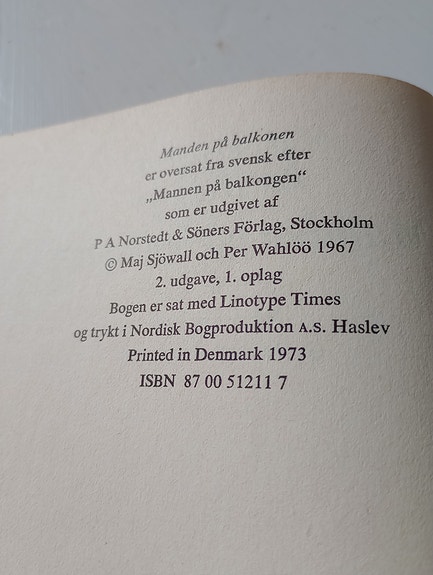 Manden på balkonen
er oversat fra svensk efter
„Mannen på balkongen“
som er udgivet af
P A Norstedt & Söners Förlag, Stockholm
© Maj Sjöwall och Per Wahlöö 1967
2. udgave, 1. oplag
Bogen er sat med Linotype Times
og trykt i Nordisk Bogproduktion A.S. Haslev
Printed in Denmark 1973
ISBN 87 00 51211 7